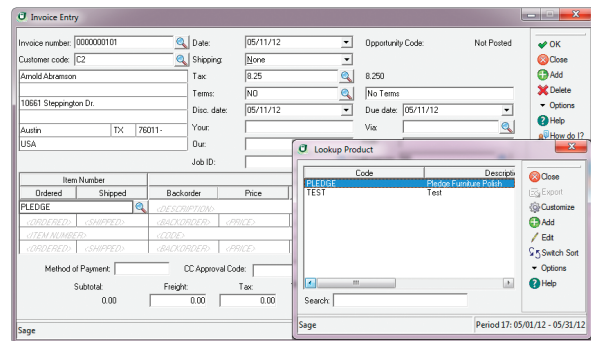 Invoice Entry
Invoice number: 0000000101 Date: 05/11/12 Opportunity Code: Not Posted
Customer code: C2 Shipping: None
Arnold Abramson Tax: 8.25 8.250
Terms: NO No Terms
10661 Steppington Dr. Disc. date: 05/11/12 Due date: 05/11/12
Austin TX 76011- Your: Via:
USA Our:
Job ID:
OK
Close
Add
Delete
Options
Help
How do I?
Item Number
Ordered Shipped Backorder Price
PLEDGE <DESCRIPTION>
<ORDERED> <SHIPPED> <BACKORDER> <PRICE>
<ITEM NUMBER> <CODE>
<ORDERED> <SHIPPED> <BACKORDER> <PRICE>
Method of Payment: CC Approval Code:
Subtotal: Freight: Tax:
0.00 0.00 0.00
Sage
Lookup Product
Code Descripti
PLEDGE Pledge Furniture Polish
TEST Test
Search:
Close
Export
Customize
Add
Edit
Switch Sort
Options
Help
Sage Period 17: 05/01/12 - 05/31/12